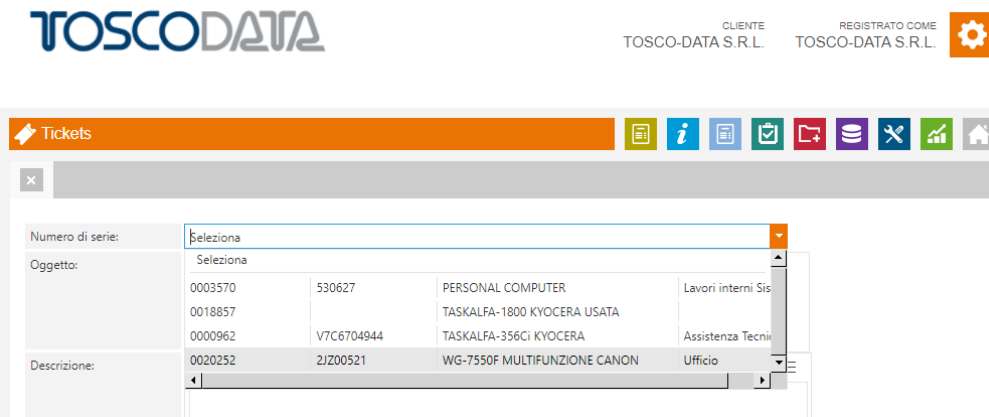 TOSCODATA
CLIENTE
TOSCO-DATA S.R.L.
REGISTRATO COME
TOSCO-DATA S.R.L.
Tickets
Numero di serie:
Seleziona
Oggetto:
Seleziona
0003570 530627 PERSONAL COMPUTER Lavori interni Sis
0018857 TASKALFA-1800 KYOCERA USATA
0000962 V7C6704944 TASKALFA-356Ci KYOCERA Assistenza Tecni
Descrizione:
0020252 2JZ00521 WG-7550F MULTIFUNZIONE CANON Ufficio